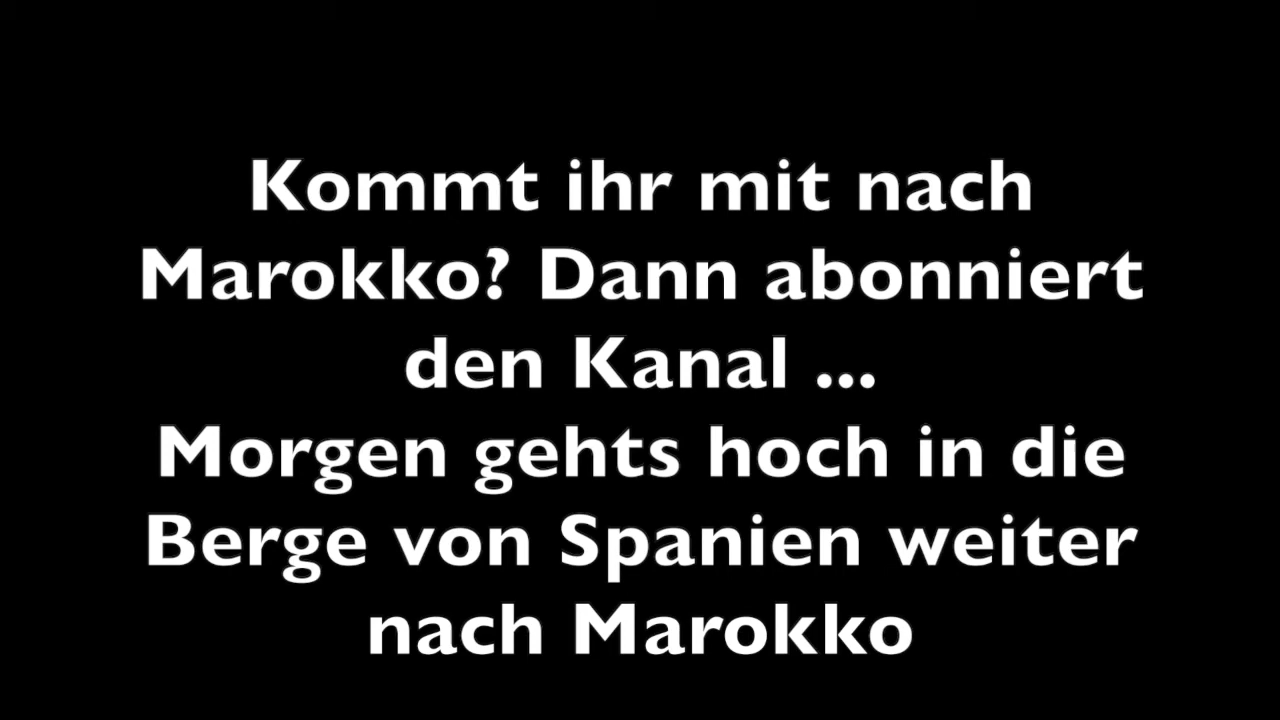 Kommt ihr mit nach
Marokko? Dann abonniert
den Kanal ...
Morgen gehts hoch in die
Berge von Spanien weiter
nach Marokko